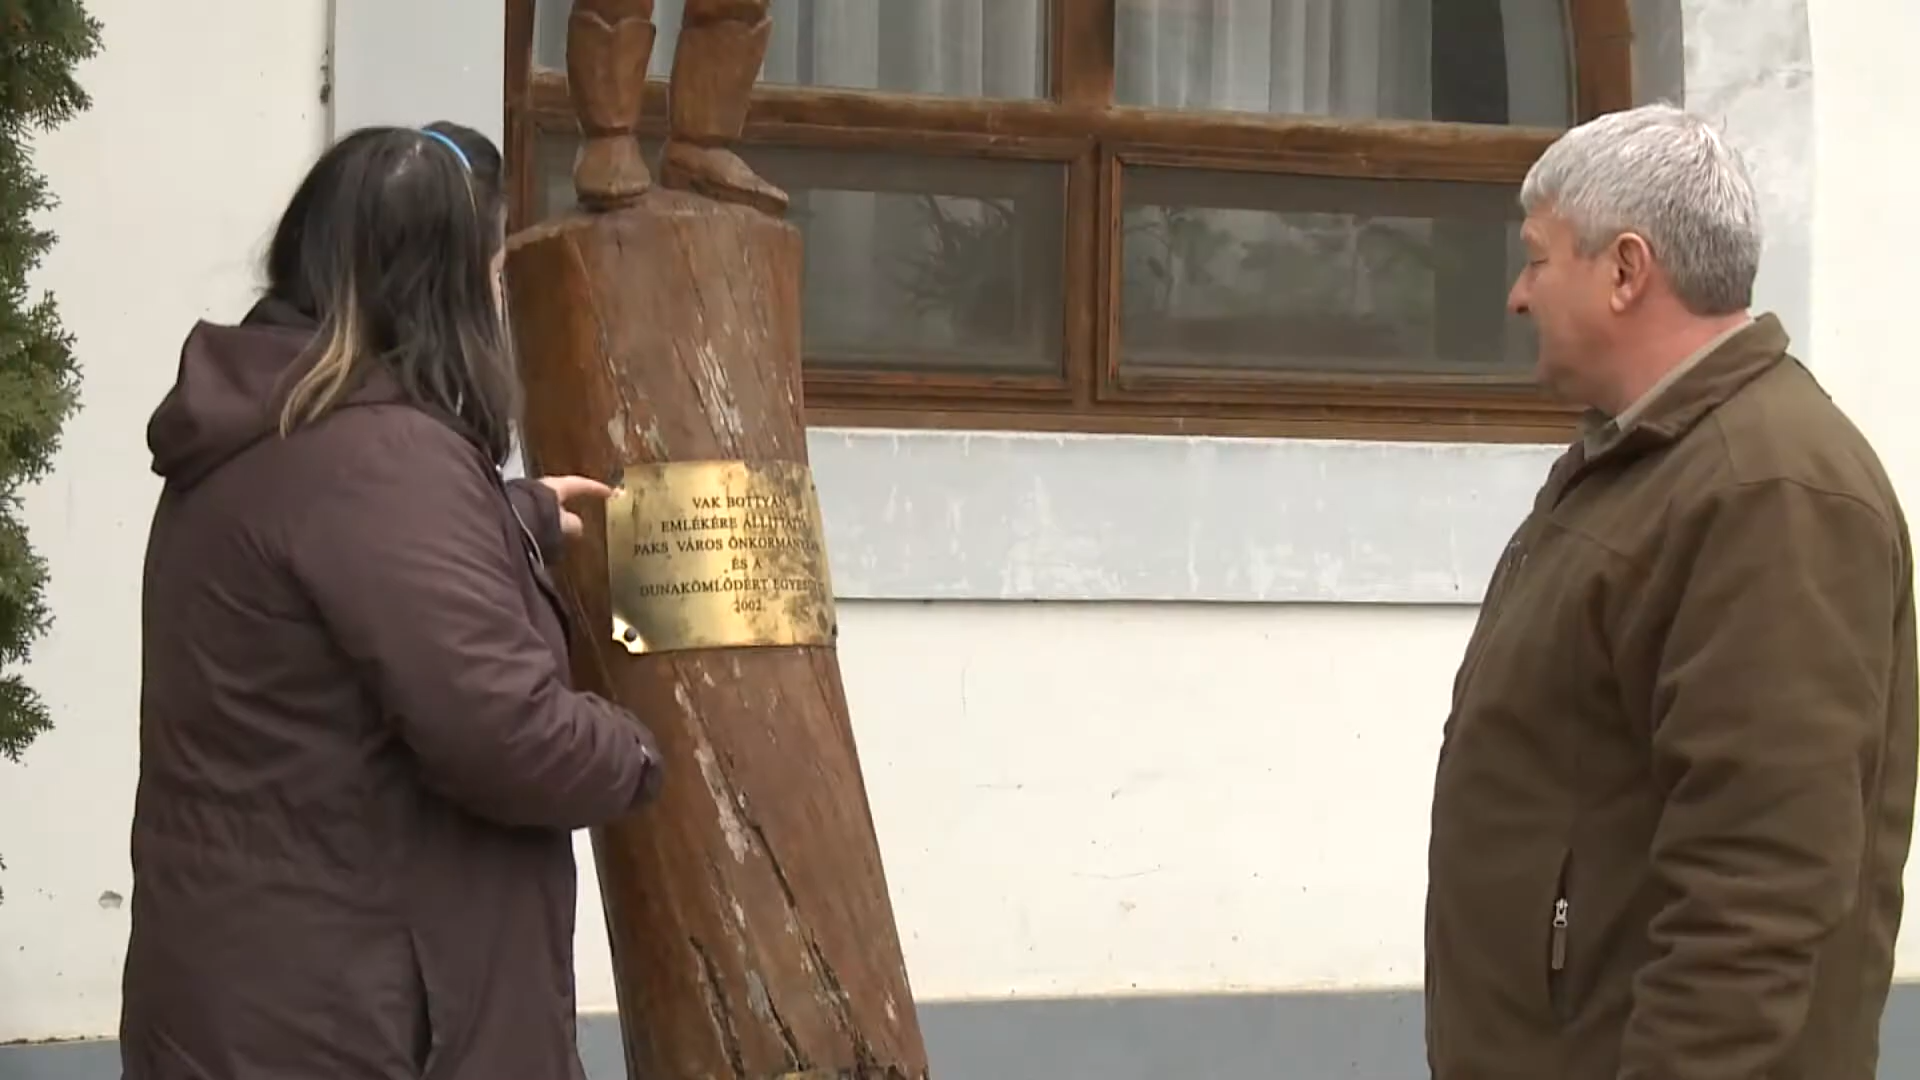 VAK BOTTYÁN
EMLÉKÉRE ÁLLÍTTATTA
PAKS VÁROS ÖNKORMÁNYZATA
ÉS A
DUNAKÖMLŐDÉRT EGYESÜLET
2002.